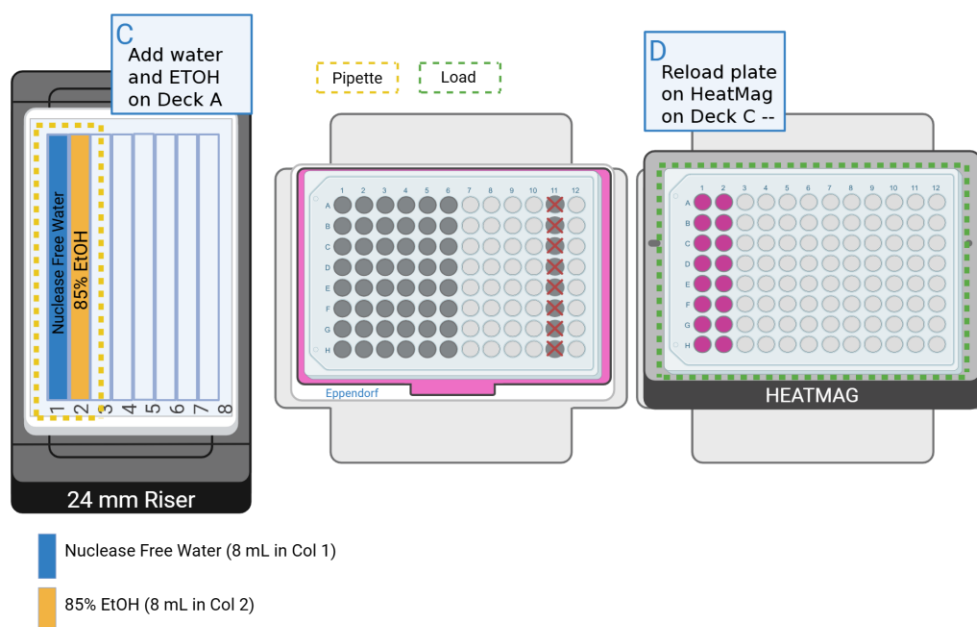 C
Add water
and ETOH
on Deck A
Pipette
Load
D
Reload plate
on HeatMag
on Deck C --
Nuclease Free Water
85% EtOH
1 2 3 4 5 6 7 8
24 mm Riser
1 2 3 4 5 6 7 8 9 10 11 12
A
B
C
D
E
F
G
H
Eppendorf
1 2 3 4 5 6 7 8 9 10 11 12
A
B
C
D
E
F
G
H
HEATMAG
Nuclease Free Water (8 mL in Col 1)
85% EtOH (8 mL in Col 2)